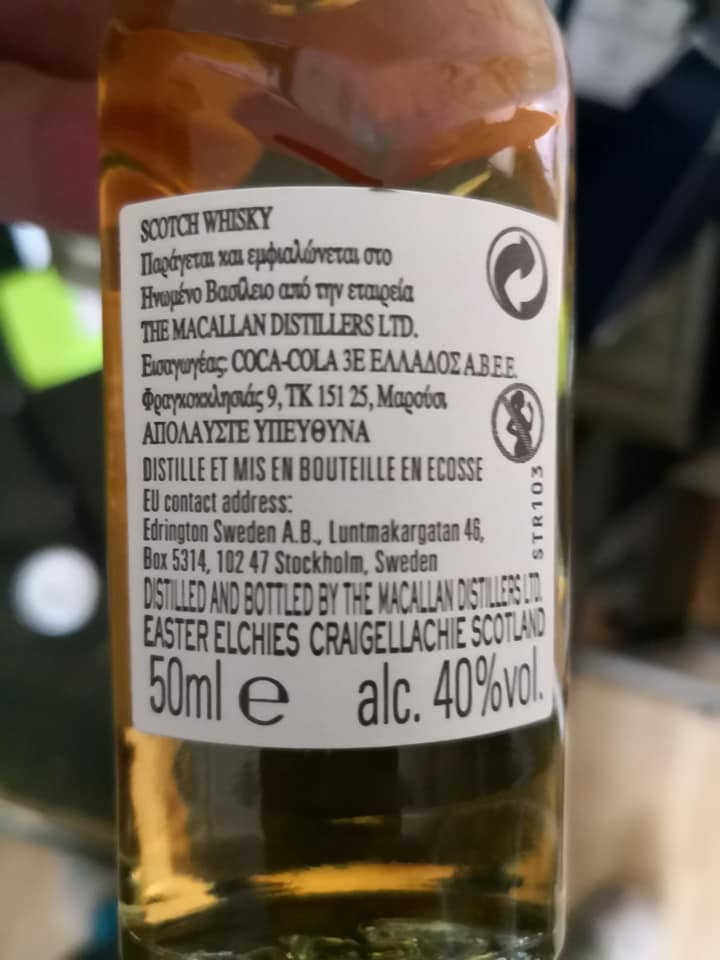 SCOTCH WHISKY
Παράγεται και εμφιαλώνεται στο
Ηνωμένο Βασίλειο από την εταιρεία
THE MACALLAN DISTILLERS LTD.
Εισαγωγέας: COCA-COLA 3E ΕΛΛΑΔΟΣ Α.Β.Ε.Ε.
Φραγκοκκλησιάς 9, ΤΚ 151 25, Μαρούσι
ΑΠΟΛΑΥΣΤΕ ΥΠΕΥΘΥΝΑ
DISTILLE ET MIS EN BOUTEILLE EN ECOSSE
EU contact address:
Edrington Sweden A.B., Luntmakargatan 46,
Box 5314, 102 47 Stockholm, Sweden
DISTILLED AND BOTTLED BY THE MACALLAN DISTILLERS LTD.
EASTER ELCHIES CRAIGELLACHIE SCOTLAND
50ml e alc. 40%vol.
STR103